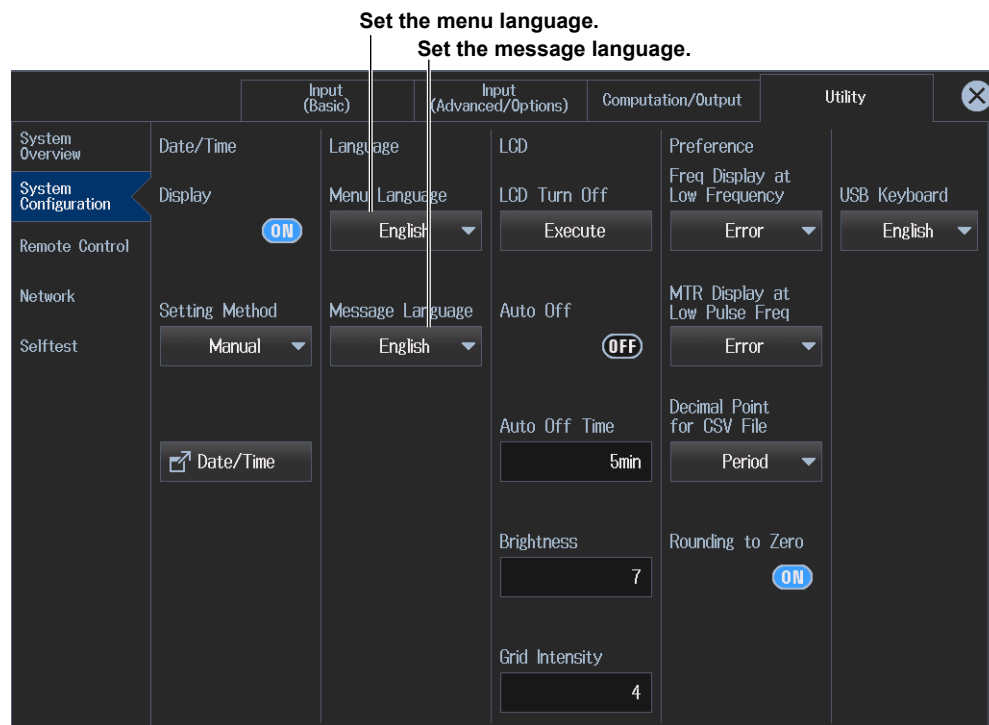 Set the menu language.
Set the message language.
Input
(Basic)
Input
(Advanced/Options)
Computation/Output
Utility
System
Overview
System
Configuration
Remote Control
Network
Selftest
Date/Time
Display
ON
Setting Method
Manual
Date/Time
Language
Menu Language
English
Message Language
English
LCD
LCD Turn Off
Execute
Auto Off
OFF
Auto Off Time
5min
Brightness
7
Grid Intensity
4
Preference
Freq Display at
Low Frequency
Error
MTR Display at
Low Pulse Freq
Error
Decimal Point
for CSV File
Period
Rounding to Zero
ON
USB Keyboard
English